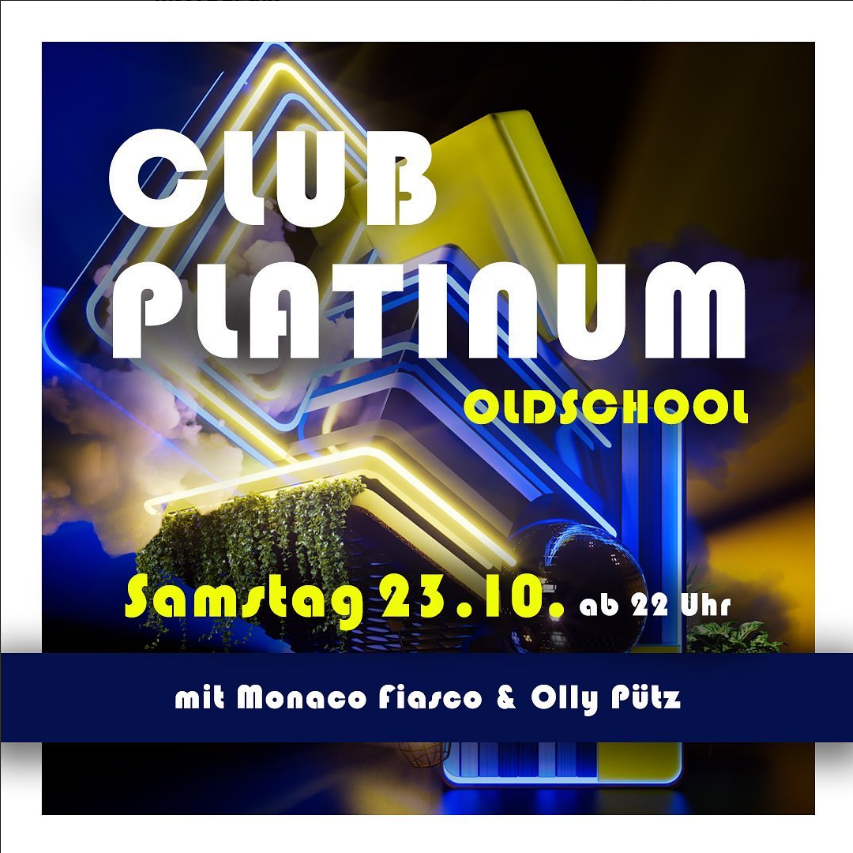 CLUB
PLATINUM
OLDSCHOOL
Samstag 23.10. ab 22 Uhr
mit Monaco Fiasco & Olly Pütz